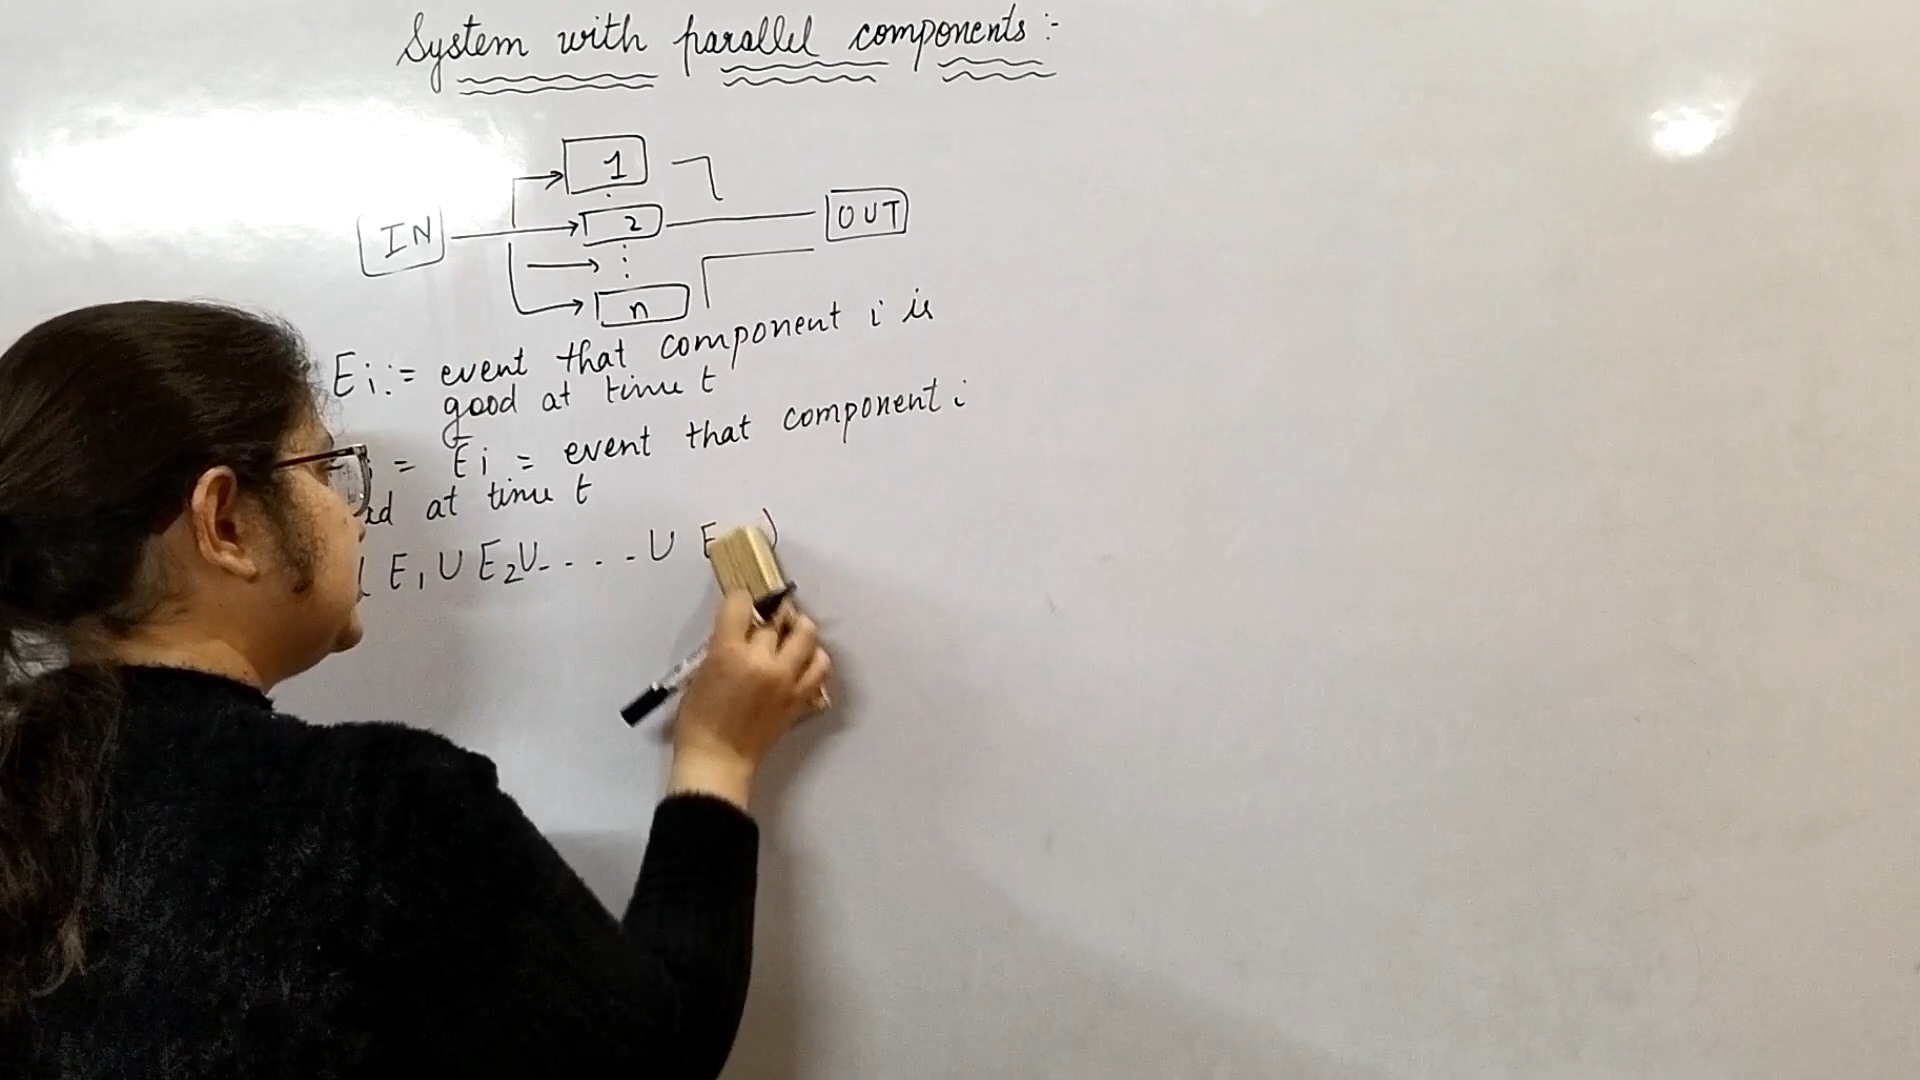 System with parallel components :-
1
IN
2
OUT
n
Ei := event that component i is
good at time t
= Ei = event that component i
at time t
E1 U E2 U - . . . - U E )